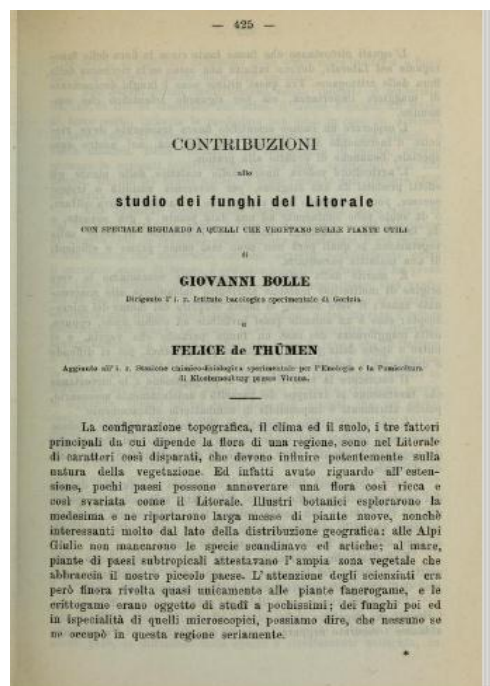 — 425 —
CONTRIBUZIONI
allo
studio dei funghi del Litorale
CON SPECIALE RIGUARDO A QUELLI CHE VEGETANO SULLE PIANTE UTILI
di
GIOVANNI BOLLE
Dirigente l' i. r. Istituto bacologico sperimentale di Gorizia
e
FELICE de THÜMEN
Aggiunto all' i. r. Stazione chimico-fisiologica sperimentale per l'Enologia e la Pomicoltura
di Klosterneuburg presso Vienna.
La configurazione topografica, il clima ed il suolo, i tre fattori
principali da cui dipende la flora di una regione, sono nel Litorale
di caratteri così disparati, che devono influire potentemente sulla
natura della vegetazione. Ed infatti avuto riguardo all' esten-
sione, pochi paesi possono annoverare una flora così ricca e
così svariata come il Litorale. Illustri botanici esplorarono la
medesima e ne riportarono larga messe di piante nuove, nonchè
interessanti molto dal lato della distribuzione geografica: alle Alpi
Giulie non mancarono le specie scandinave ed artiche; al mare,
piante di paesi subtropicali attestavano l' ampia zona vegetale che
abbraccia il nostro piccolo paese. L' attenzione degli scienziati era
però finora rivolta quasi unicamente alle piante fanerogame, e le
crittogame erano oggetto di studî a pochissimi; dei funghi poi ed
in ispecialità di quelli microscopici, possiamo dire, che nessuno se
ne occupò in questa regione seriamente.
*